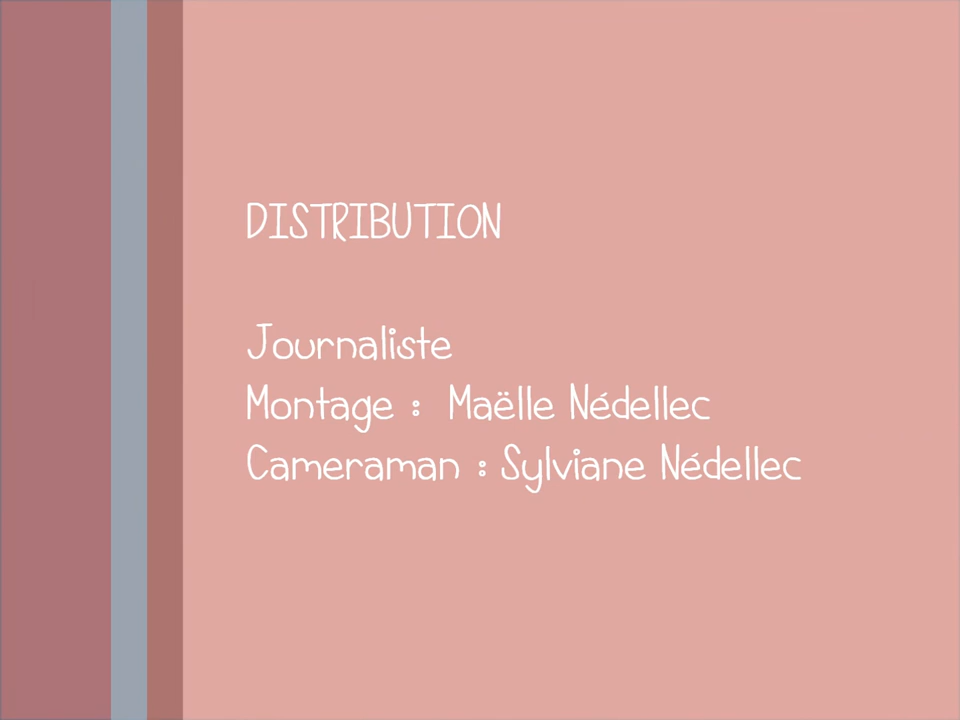 DISTRIBUTION
Journaliste
Montage : Maëlle Nédellec
Cameraman : Sylviane Nédellec